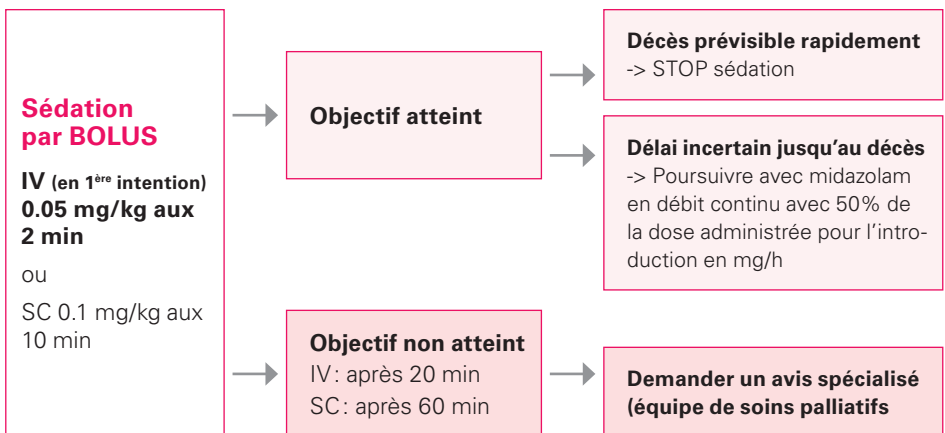 Sédation
par BOLUS
IV (en 1ère intention)
0.05 mg/kg aux
2 min
ou
SC 0.1 mg/kg aux
10 min
Objectif atteint
Décès prévisible rapidement
-> STOP sédation
Délai incertain jusqu'au décès
-> Poursuivre avec midazolam
en débit continu avec 50% de
la dose administrée pour l'intro-
duction en mg/h
Objectif non atteint
IV: après 20 min
SC: après 60 min
Demander un avis spécialisé
(équipe de soins palliatifs